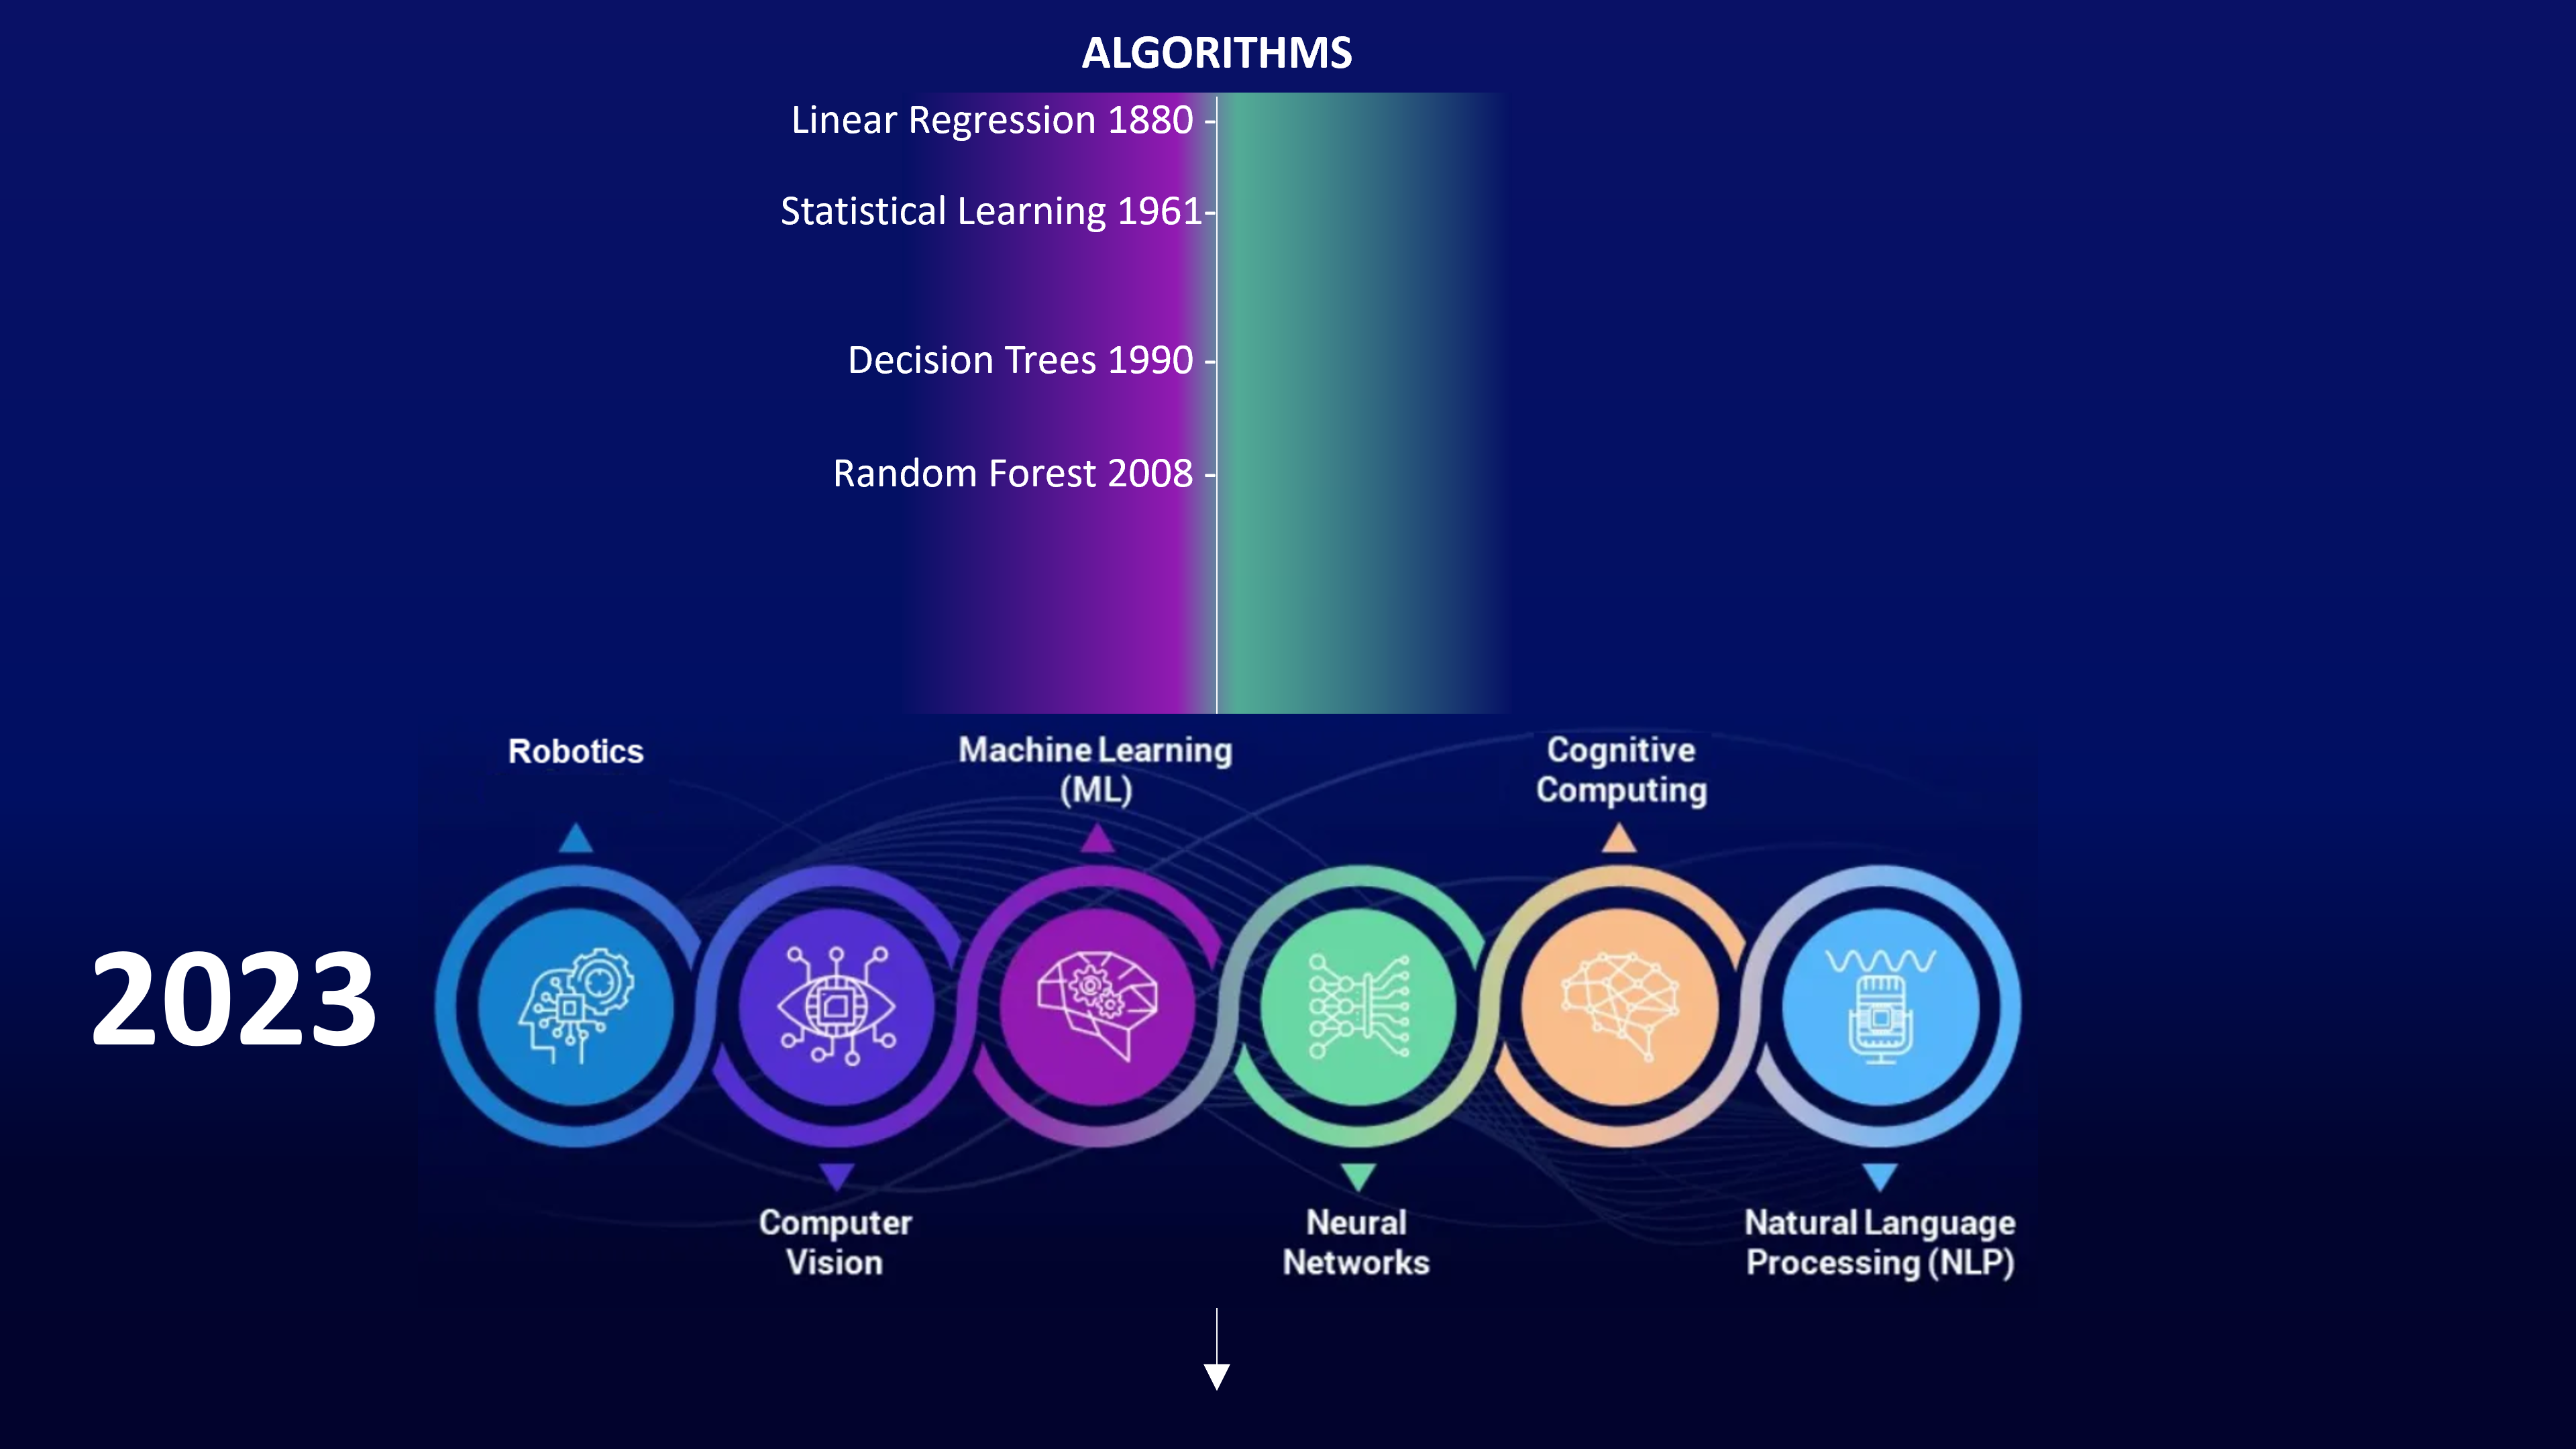 ALGORITHMS
Linear Regression 1880 -
Statistical Learning 1961-
Decision Trees 1990 -
Random Forest 2008 -
Robotics
Machine Learning
(ML)
Cognitive
Computing
2023
Computer
Vision
Neural
Networks
Natural Language
Processing (NLP)